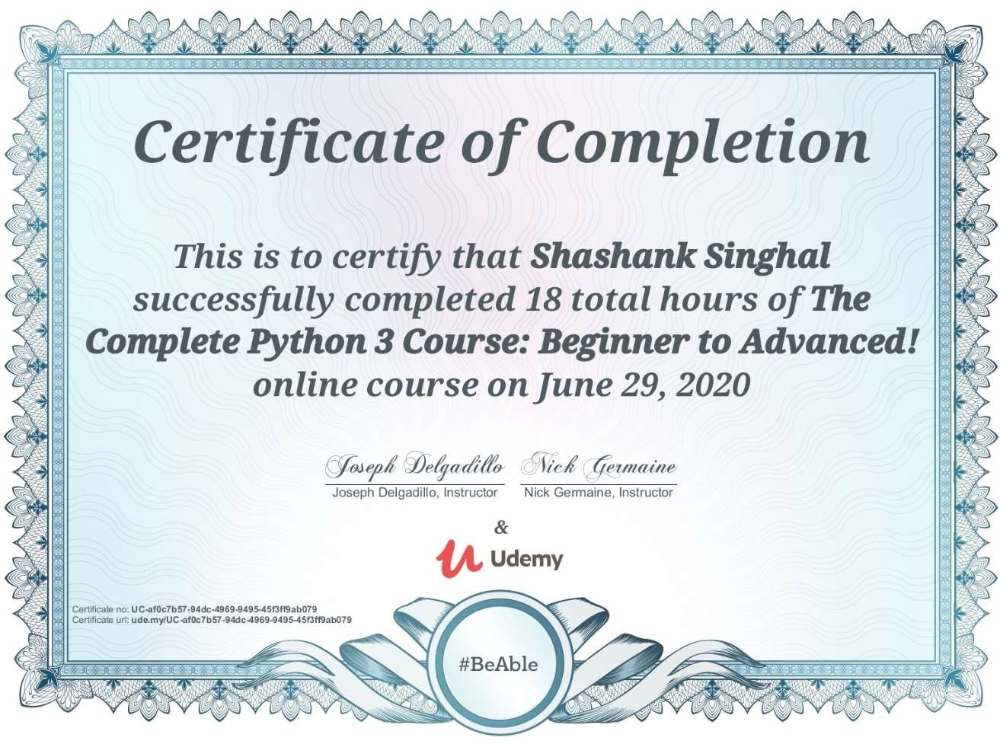 Certificate of Completion
This is to certify that Shashank Singhal
successfully completed 18 total hours of The
Complete Python 3 Course: Beginner to Advanced!
online course on June 29, 2020
Joseph Delgadillo Nick Germaine
Joseph Delgadillo, Instructor Nick Germaine, Instructor
&
Udemy
Certificate no: UC-af0c7b57-94dc-4969-9495-45f3ff9ab079
Certificate url: ude.my/UC-af0c7b57-94dc-4969-9495-45f3ff9ab079
#BeAble